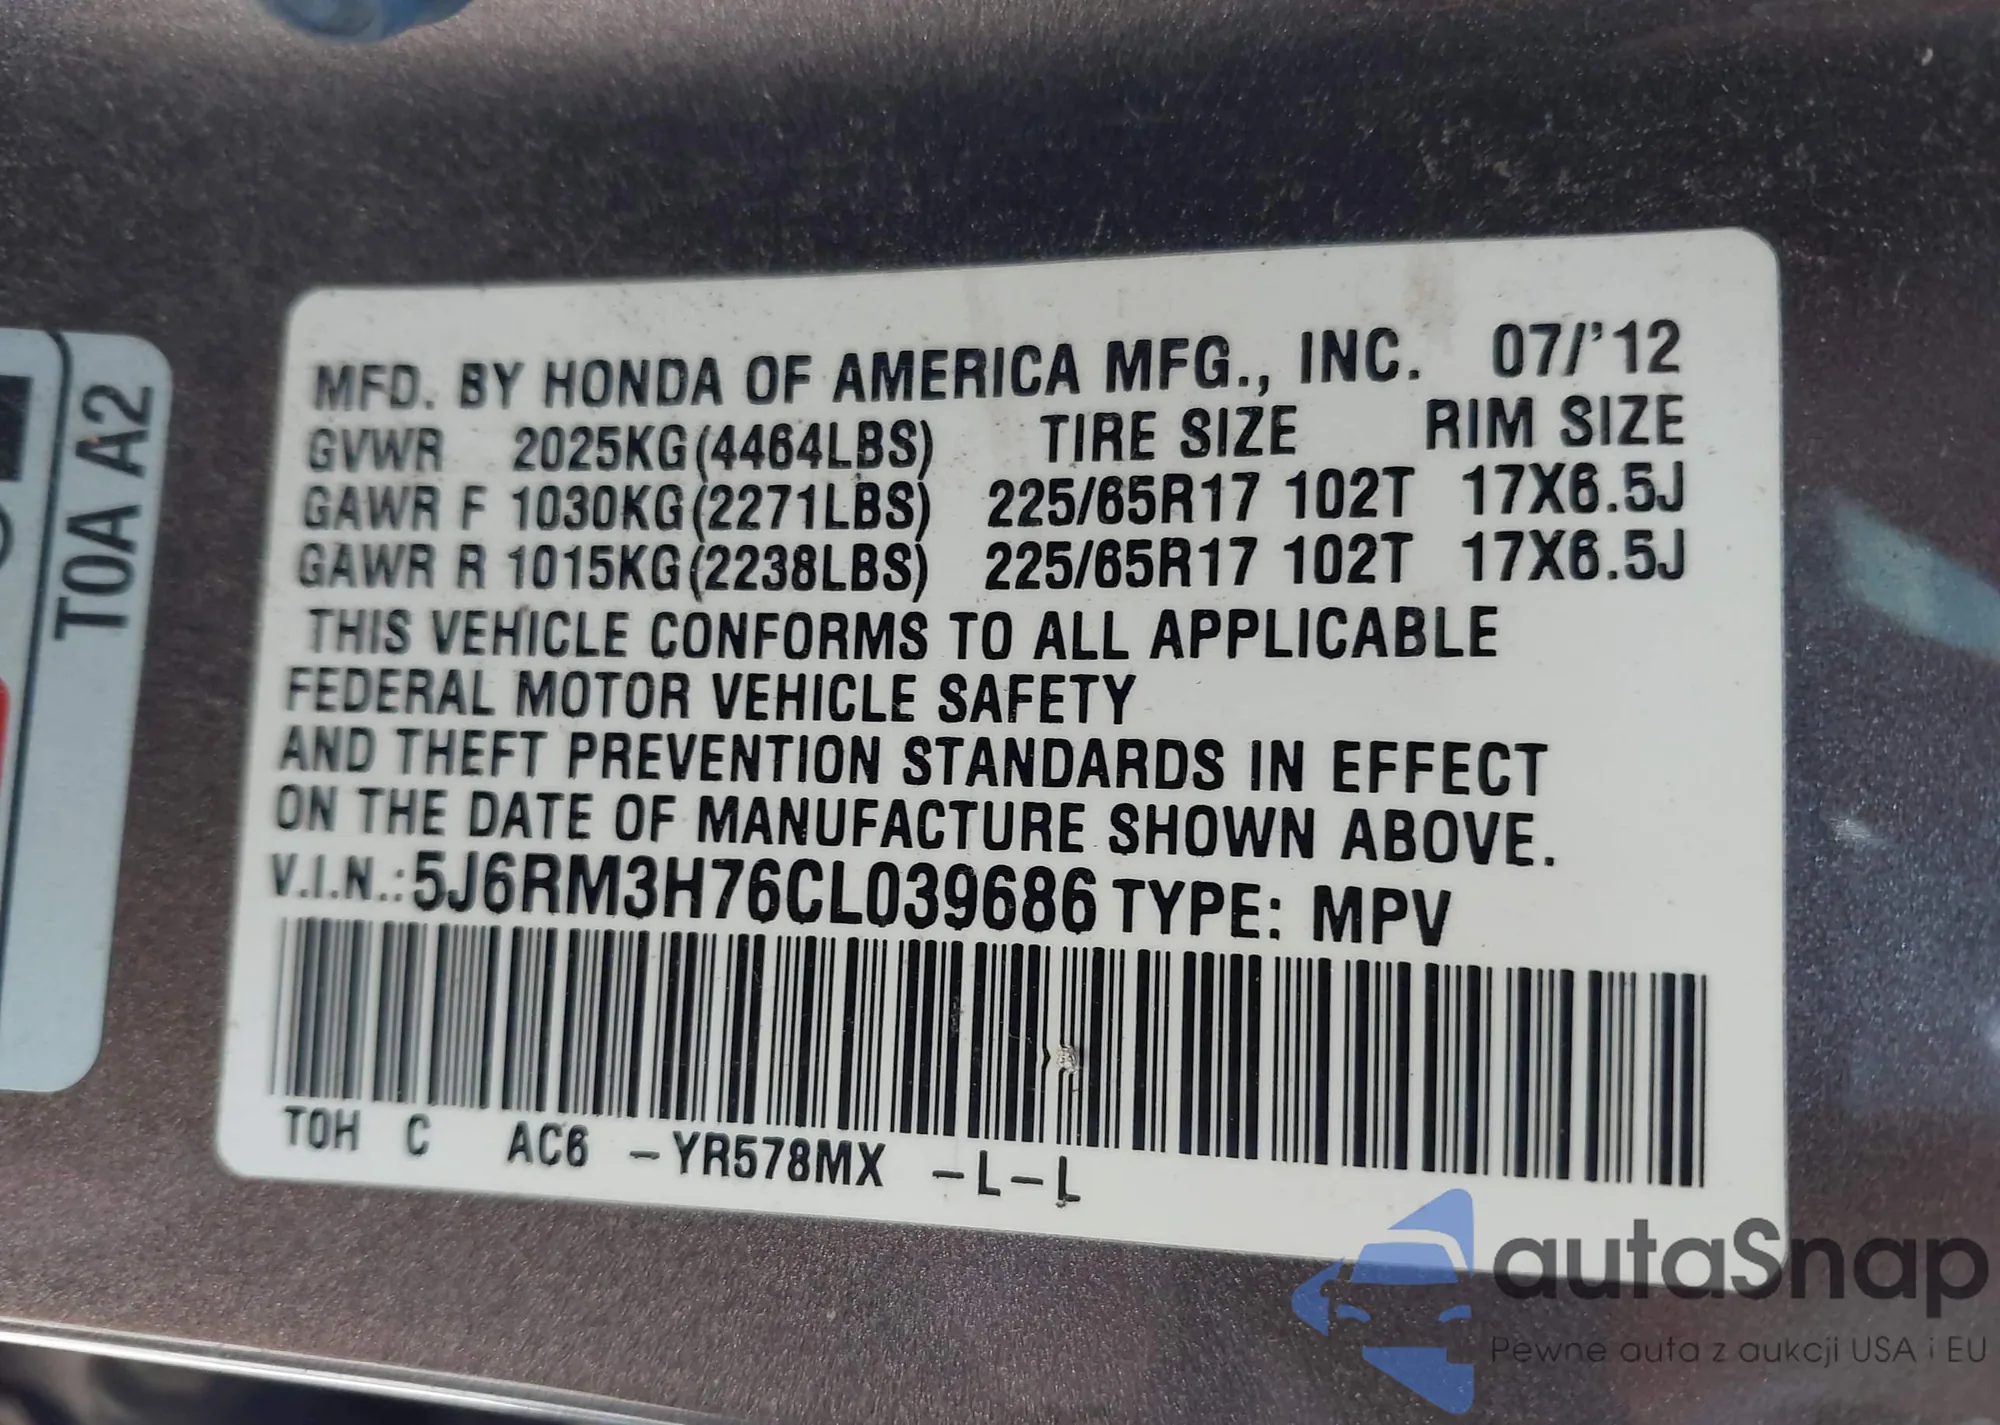 MFD. BY HONDA OF AMERICA MFG., INC. 07/'12
GVWR 2025KG(4464LBS) TIRE SIZE RIM SIZE
GAWR F 1030KG(2271LBS) 225/65R17 102T 17X6.5J
GAWR R 1015KG(2238LBS) 225/65R17 102T 17X6.5J
THIS VEHICLE CONFORMS TO ALL APPLICABLE
FEDERAL MOTOR VEHICLE SAFETY
AND THEFT PREVENTION STANDARDS IN EFFECT
ON THE DATE OF MANUFACTURE SHOWN ABOVE.
V.I.N.:5J6RM3H76CL039686 TYPE: MPV
T0H C AC6 -YR578MX -L-L
T0A A2
autaSnap
Pewne auta z aukcji USA i EU